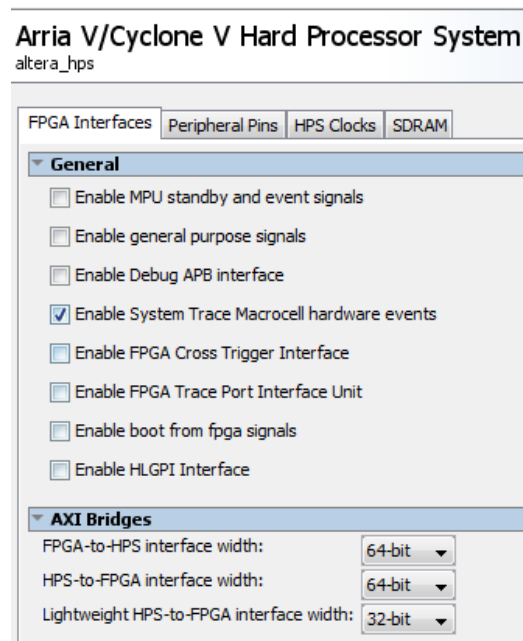 Arria V/Cyclone V Hard Processor System
altera_hps
FPGA Interfaces Peripheral Pins HPS Clocks SDRAM
General
Enable MPU standby and event signals
Enable general purpose signals
Enable Debug APB interface
Enable System Trace Macrocell hardware events
Enable FPGA Cross Trigger Interface
Enable FPGA Trace Port Interface Unit
Enable boot from fpga signals
Enable HLGPI Interface
AXI Bridges
FPGA-to-HPS interface width: 64-bit
HPS-to-FPGA interface width: 64-bit
Lightweight HPS-to-FPGA interface width: 32-bit